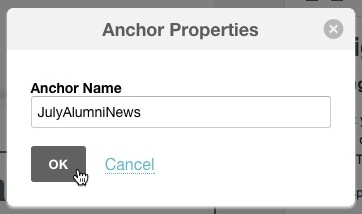 Anchor Properties
Anchor Name
JulyAlumniNews
OK Cancel